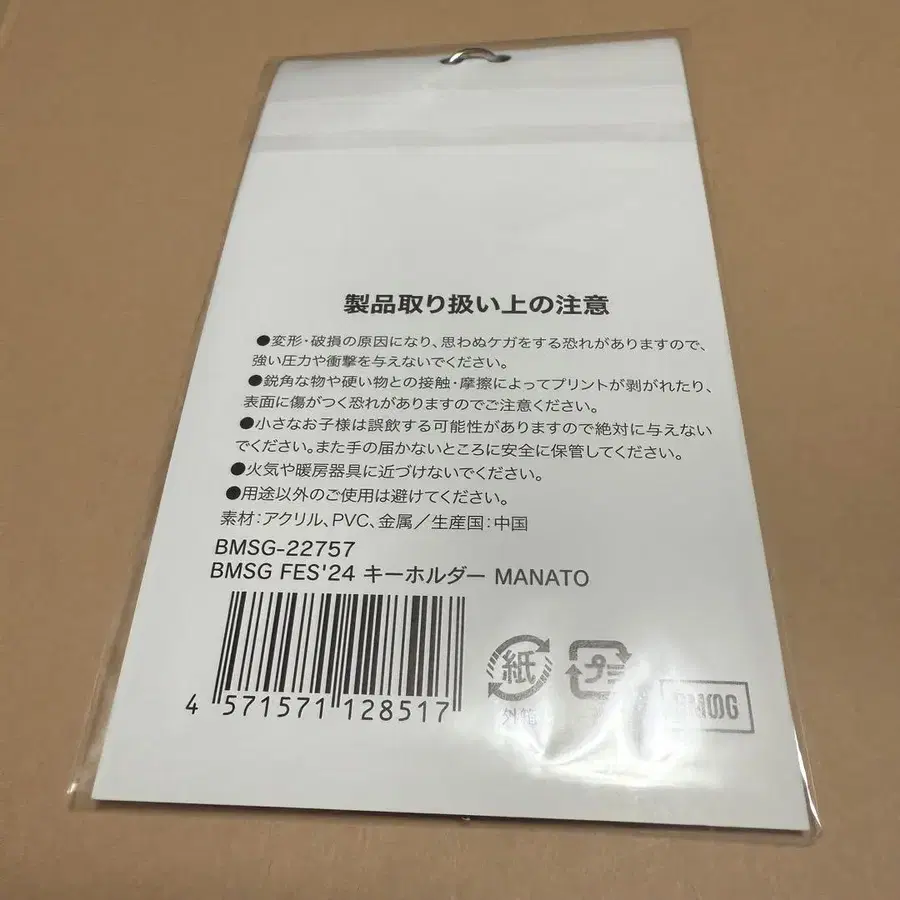 製品取り扱い上の注意
●変形・破損の原因になり、思わぬケガをする恐れがありますので、
強い圧力や衝撃を与えないでください。
●鋭角な物や硬い物との接触・摩擦によってプリントが剥がれたり、
表面に傷がつく恐れがありますのでご注意ください。
●小さなお子様は誤飲する可能性がありますので絶対に与えない
でください。また手の届かないところに安全に保管してください。
●火気や暖房器具に近づけないでください。
●用途以外のご使用は避けてください。
素材:アクリル、PVC、金属/生産国:中国
BMSG-22757
BMSG FES'24 キーホルダー MANATO
4 571571 128517
紙 プラ
BMSG